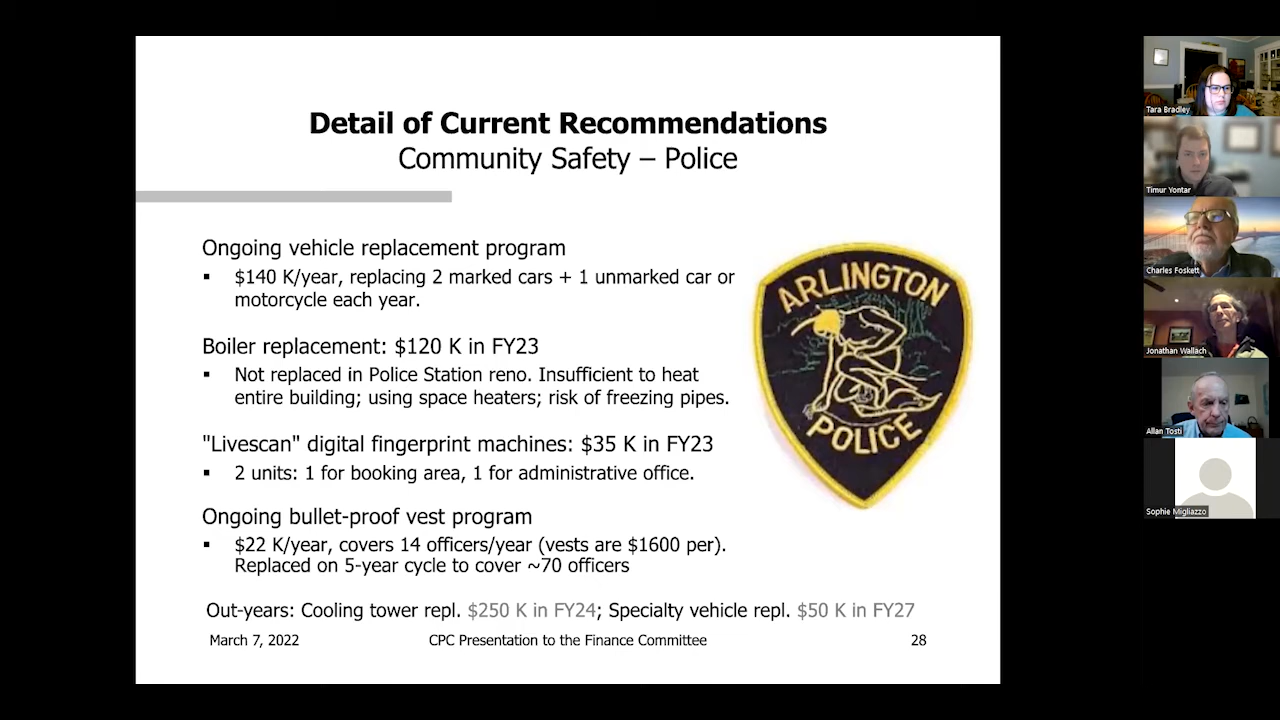 Detail of Current Recommendations
Community Safety – Police
Ongoing vehicle replacement program
▪ $140 K/year, replacing 2 marked cars + 1 unmarked car or
motorcycle each year.
Boiler replacement: $120 K in FY23
▪ Not replaced in Police Station reno. Insufficient to heat
entire building; using space heaters; risk of freezing pipes.
"Livescan" digital fingerprint machines: $35 K in FY23
▪ 2 units: 1 for booking area, 1 for administrative office.
Ongoing bullet-proof vest program
▪ $22 K/year, covers 14 officers/year (vests are $1600 per).
Replaced on 5-year cycle to cover ~70 officers
Out-years: Cooling tower repl. $250 K in FY24; Specialty vehicle repl. $50 K in FY27
March 7, 2022 CPC Presentation to the Finance Committee 28
ARLINGTON
POLICE
Tara Bradley
Timur Yontar
Charles Foskett
Jonathan Wallach
Allan Tosti
Sophie Migliazzo